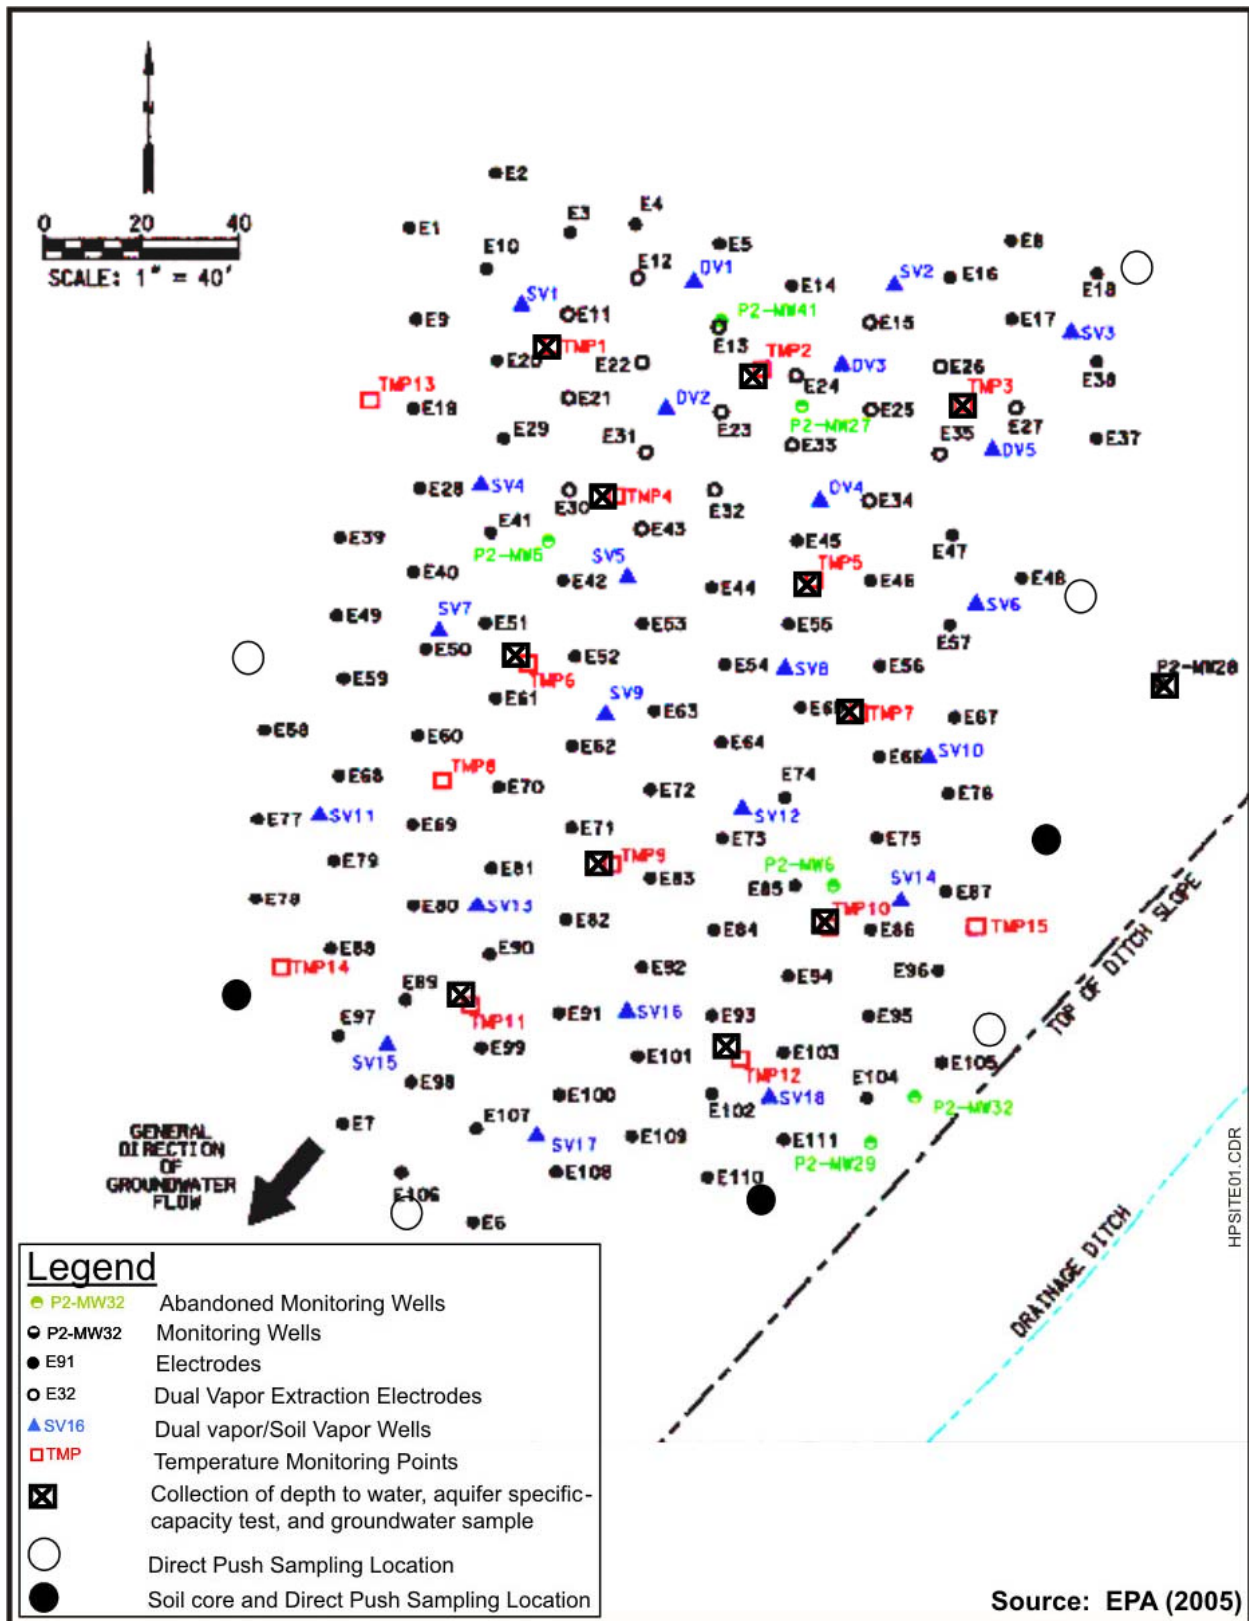 E2
E4
E3
0 20 40
E1
E5
E8
E10
E12
DV1
SV2
E16
SCALE: 1" = 40'
E14
E18
SV1
E11
P2-MW41
E15
E9
E17
SV3
E13
TMP1
TMP2
E20
E22
DV3
E26
E38
TMP13
E24
TMP3
E21
DV2
E19
E23
P2-MW27
E25
E27
E29
E31
E33
E35
E37
DV5
E28
SV4
TMP4
DV4
E30
E32
E34
E41
E43
E39
E45
E47
P2-MW5
SV5
TMP5
E40
E42
E44
E46
E48
SV7
SV6
E49
E51
E53
E55
E57
E50
E52
E54
SV8
E56
P2-MW28
TMP6
E59
SV9
E61
E63
TMP7
E67
E58
E60
E62
E64
SV10
E66
TMP8
E68
E74
E70
E72
E76
E77
SV11
SV12
E69
E71
E73
E75
TMP9
P2-MW6
E79
E81
E83
E85
SV14
E87
E78
E80
SV13
TMP10
E82
E84
E86
TMP15
E88
E90
TMP14
E92
E94
E96
E89
TOP OF DITCH SLOPE
E97
TMP11
E91
SV16
E93
E95
SV15
E99
E101
E103
E105
TMP12
E98
E104
E100
E102
SV18
P2-MW32
E7
E107
GENERAL
DIRECTION
OF
GROUNDWATER
FLOW
SV17
E109
E111
P2-MW29
E108
E110
E106
E6
DRAINAGE DITCH
HPSITE01.CDR
Legend
P2-MW32 Abandoned Monitoring Wells
P2-MW32 Monitoring Wells
E91 Electrodes
E32 Dual Vapor Extraction Electrodes
SV16 Dual vapor/Soil Vapor Wells
TMP Temperature Monitoring Points
Collection of depth to water, aquifer specific-
capacity test, and groundwater sample
Direct Push Sampling Location
Soil core and Direct Push Sampling Location
Source: EPA (2005)